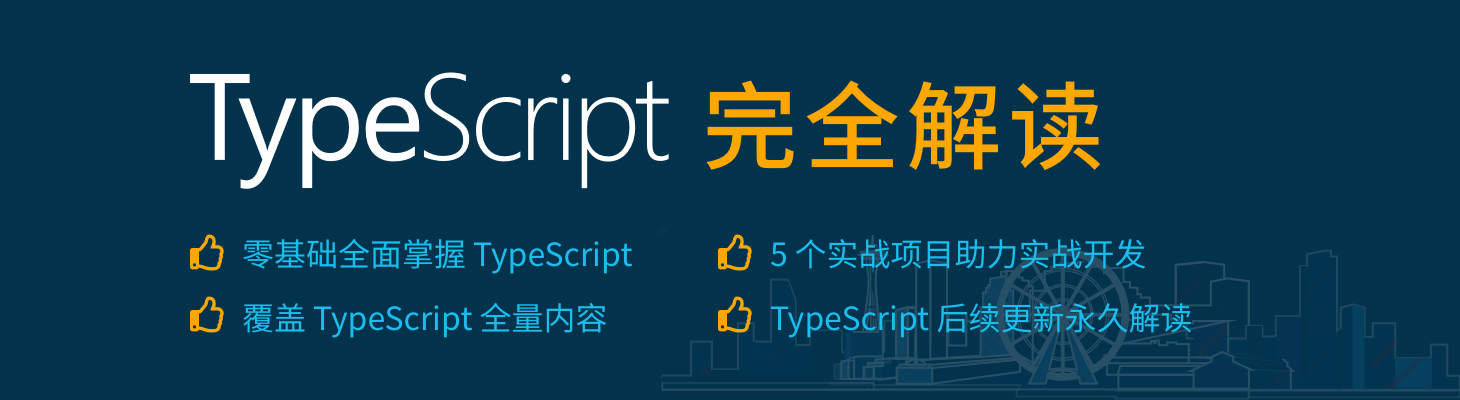 TypeScript 完全解读
零基础全面掌握 TypeScript
5 个实战项目助力实战开发
覆盖 TypeScript 全量内容
TypeScript 后续更新永久解读